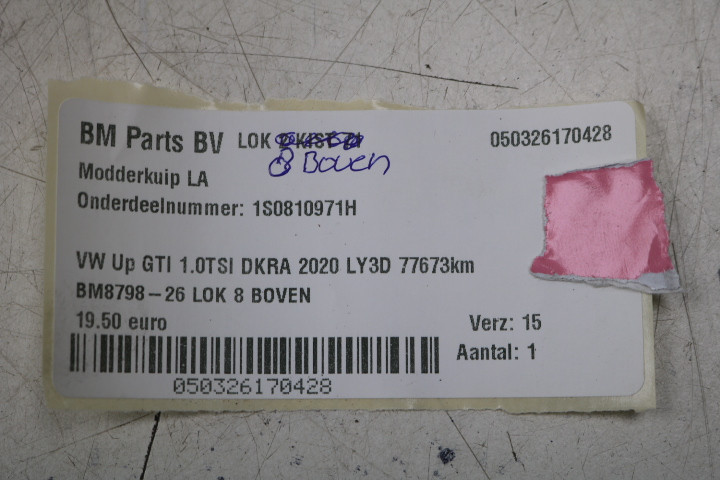 BM Parts BV LOK 050326170428
8 Boven
Modderkuip LA
Onderdeelnummer: 1S0810971H
VW Up GTI 1.0TSI DKRA 2020 LY3D 77673km
BM8798-26 LOK 8 BOVEN
19.50 euro Verz: 15
Aantal: 1
050326170428